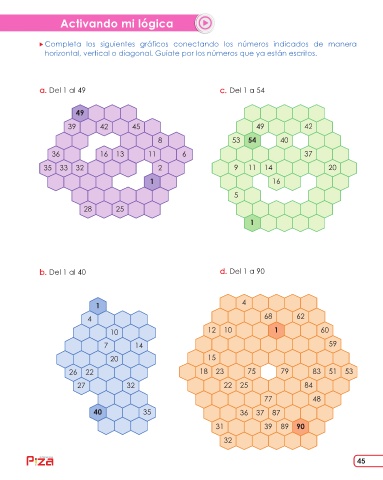 Activando mi lógica
Completa los siguientes gráficos conectando los números indicados de manera
horizontal, vertical o diagonal. Guíate por los números que ya están escritos.
a. Del 1 al 49
49
39 42 45
8
36 16 13 11 6
35 33 32 2
1
28 25
c. Del 1 a 54
49 42
53 54 40
37
9 11 14 20
16
5
1
b. Del 1 al 40
1
4
10
7 14
20
26 22
27 32
40 35
d. Del 1 a 90
4
68 62
12 10 1 60
59
15
18 23 75 79 83 51 53
22 25 84
77 48
36 37 87
31 39 89 90
32
45